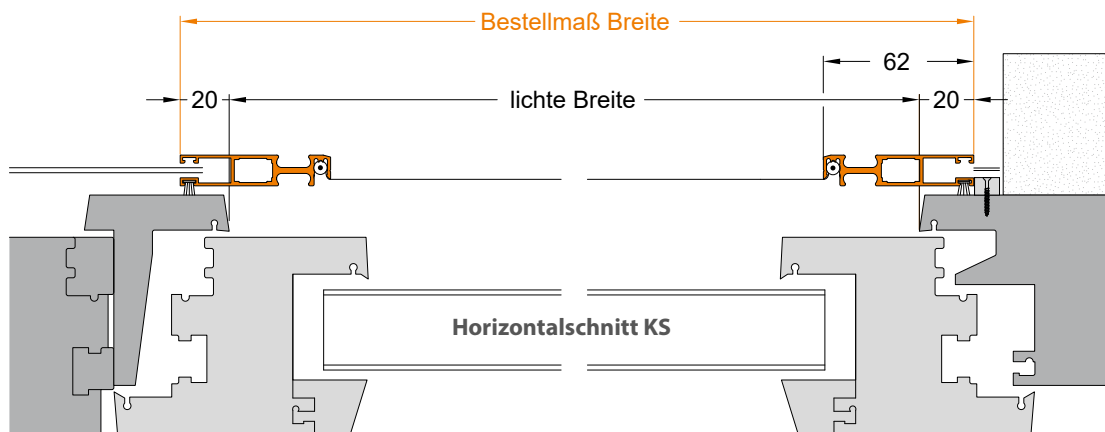 Bestellmaß Breite
62
20
lichte Breite
20
Horizontalschnitt KS